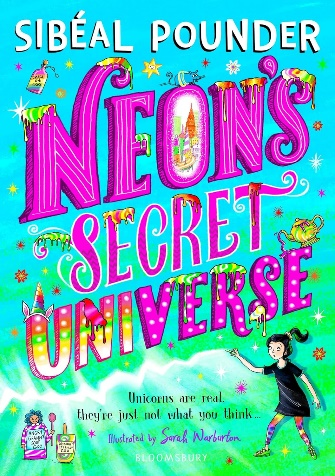 SIBÉAL POUNDER
NEON'S
SECRET
UNIVERSE
Unicorns are real,
they're just not what you think...
Illustrated by Sarah Warburton
BLOOMSBURY